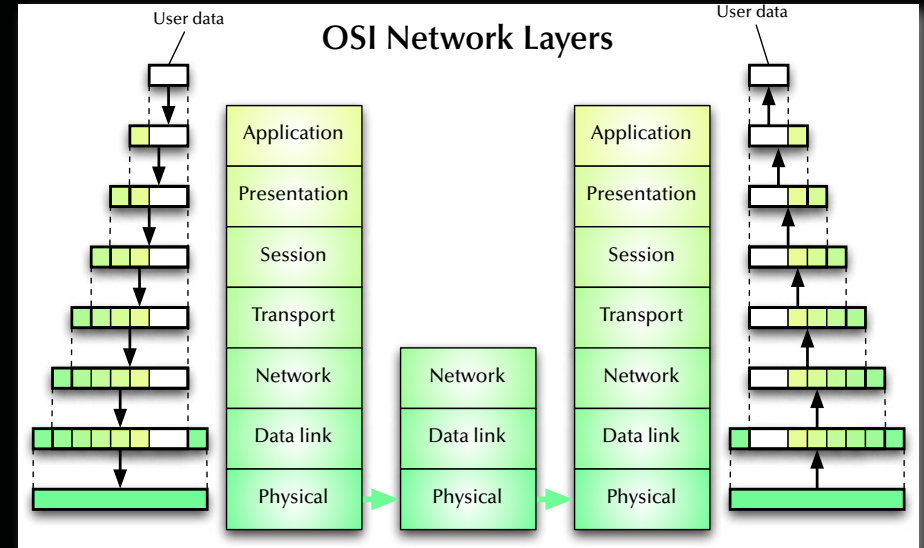 User data
User data
OSI Network Layers
Application
Presentation
Session
Transport
Network
Data link
Physical
Network
Data link
Physical
Application
Presentation
Session
Transport
Network
Data link
Physical